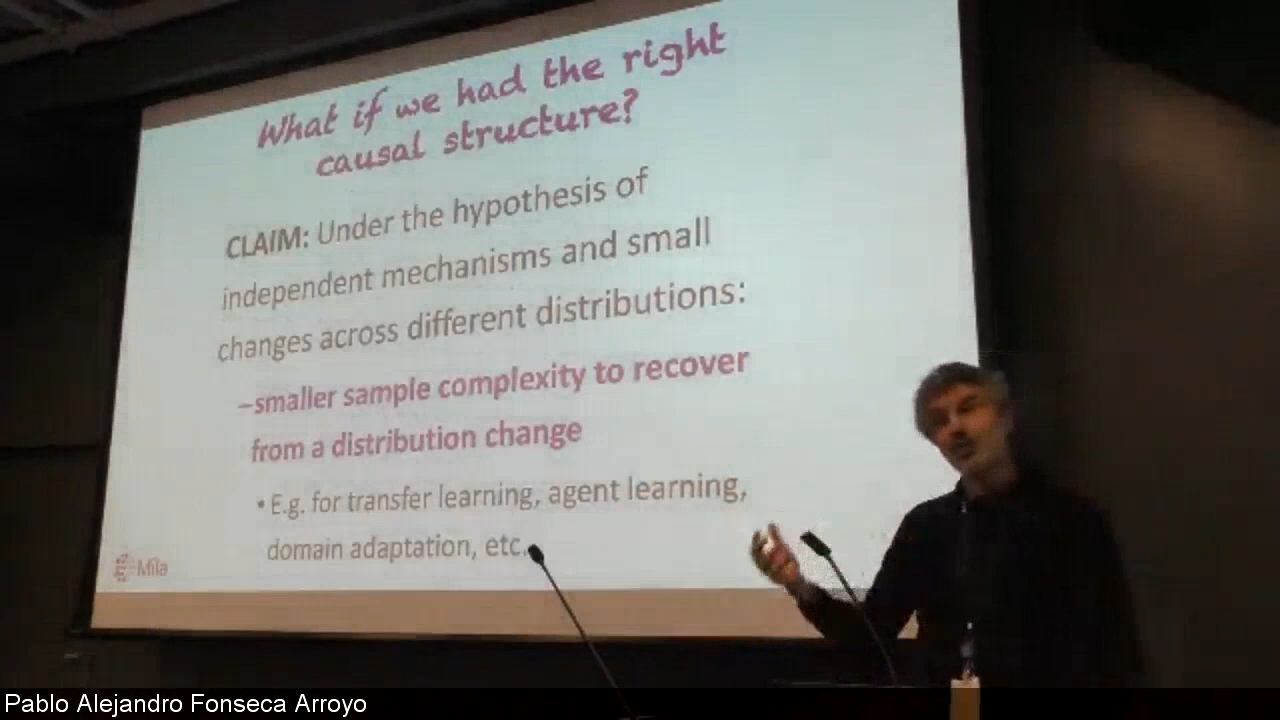 What if we had the right
causal structure?
CLAIM: Under the hypothesis of
independent mechanisms and small
changes across different distributions:
–smaller sample complexity to recover
from a distribution change
• E.g. for transfer learning, agent learning,
domain adaptation, etc.
Mila
Pablo Alejandro Fonseca Arroyo